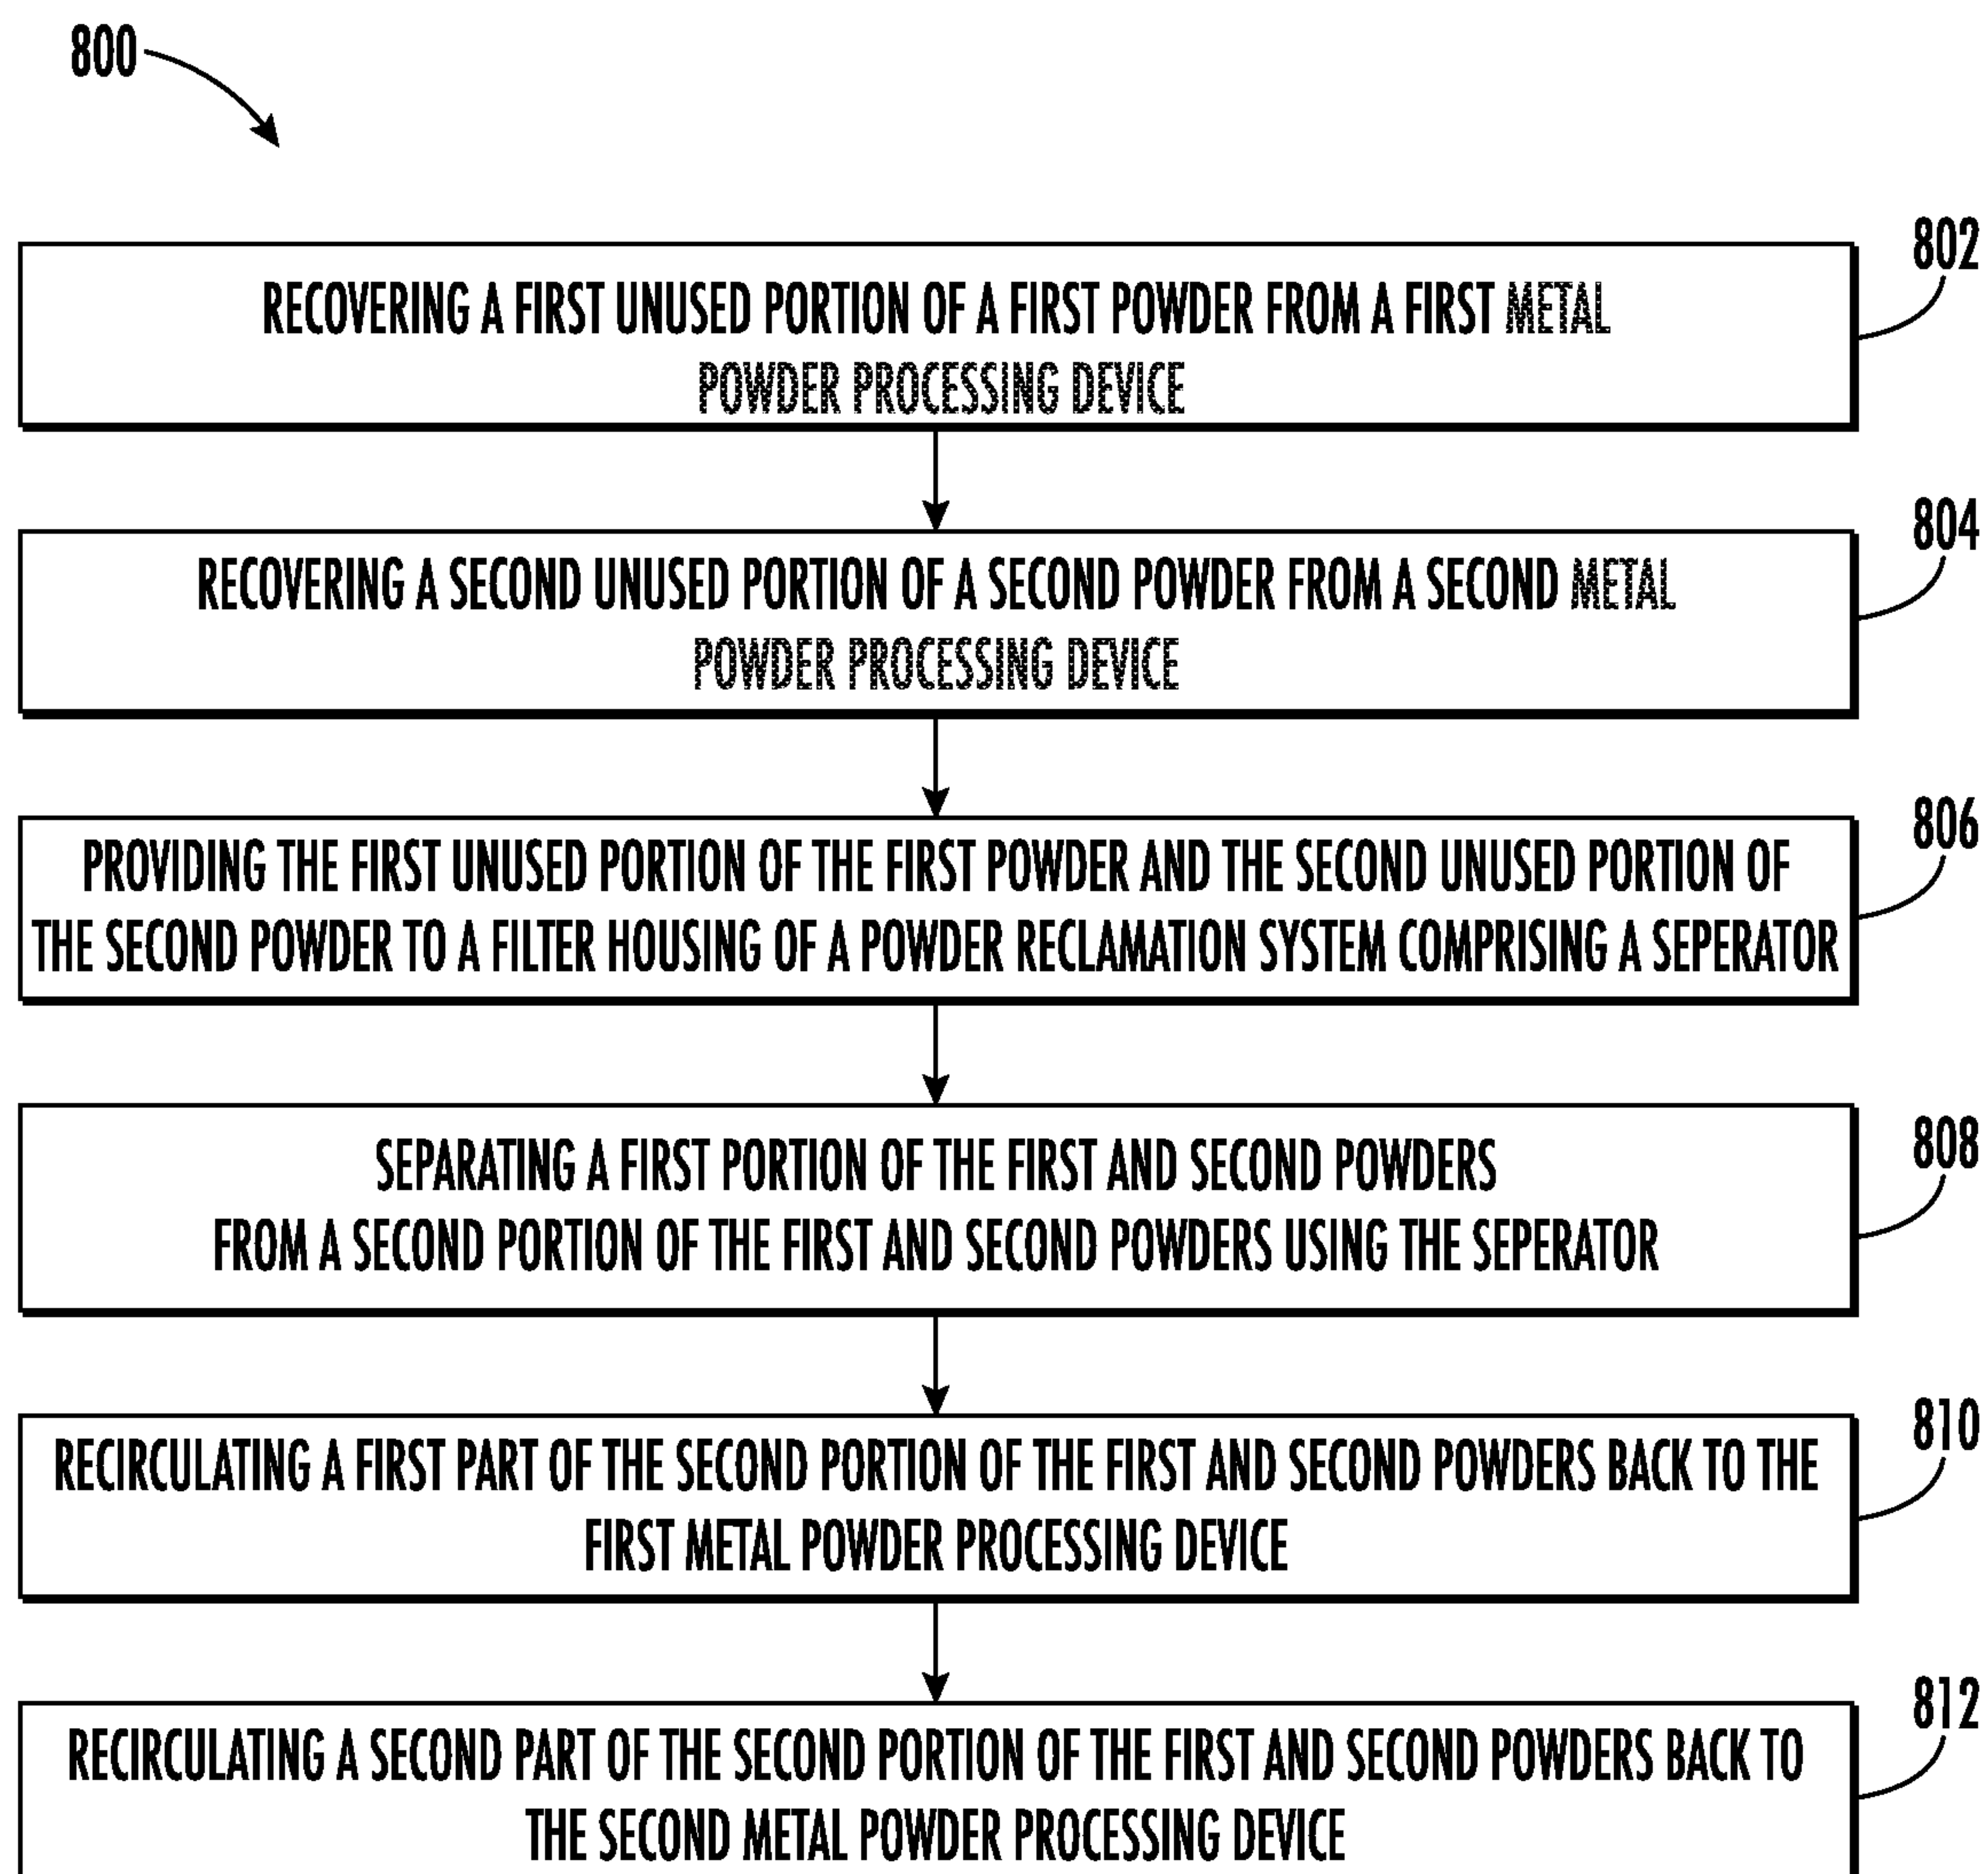 800
802
RECOVERING A FIRST UNUSED PORTION OF A FIRST POWDER FROM A FIRST METAL
POWDER PROCESSING DEVICE
804
RECOVERING A SECOND UNUSED PORTION OF A SECOND POWDER FROM A SECOND METAL
POWDER PROCESSING DEVICE
806
PROVIDING THE FIRST UNUSED PORTION OF THE FIRST POWDER AND THE SECOND UNUSED PORTION OF
THE SECOND POWDER TO A FILTER HOUSING OF A POWDER RECLAMATION SYSTEM COMPRISING A SEPERATOR
808
SEPARATING A FIRST PORTION OF THE FIRST AND SECOND POWDERS
FROM A SECOND PORTION OF THE FIRST AND SECOND POWDERS USING THE SEPERATOR
810
RECIRCULATING A FIRST PART OF THE SECOND PORTION OF THE FIRST AND SECOND POWDERS BACK TO THE
FIRST METAL POWDER PROCESSING DEVICE
812
RECIRCULATING A SECOND PART OF THE SECOND PORTION OF THE FIRST AND SECOND POWDERS BACK TO
THE SECOND METAL POWDER PROCESSING DEVICE